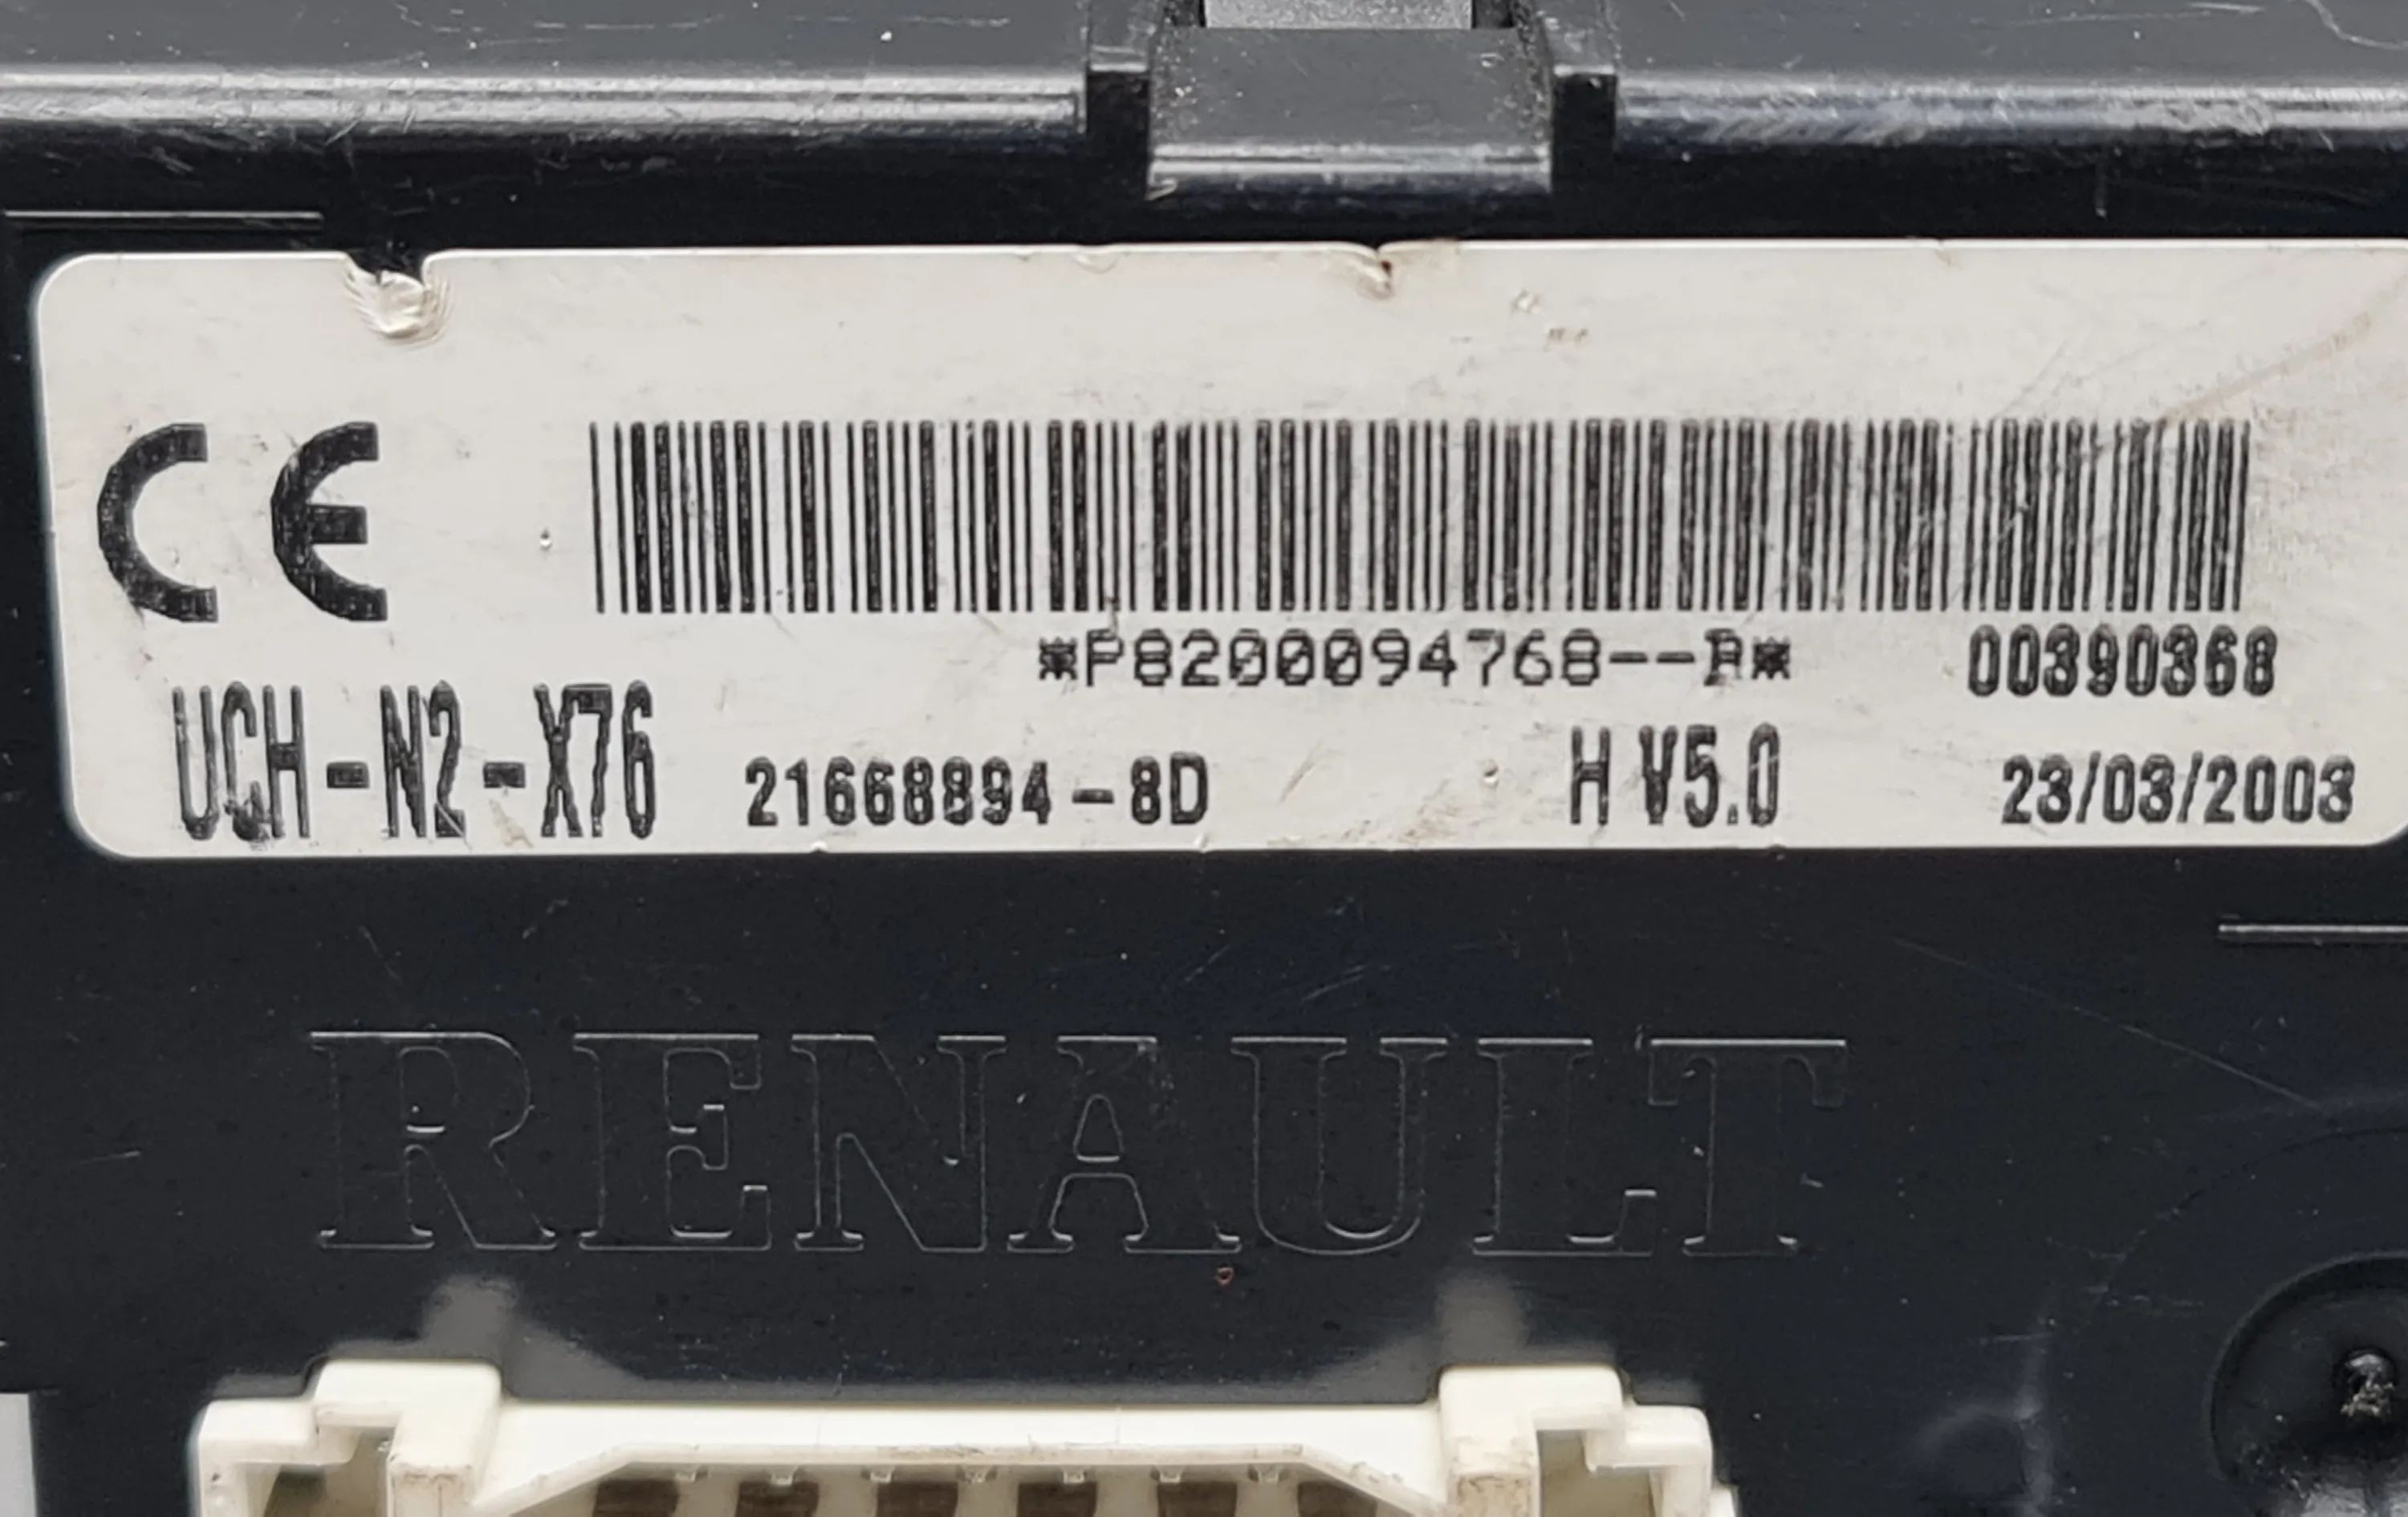 CE
*P8200094768--A* 00390368
UCH-N2-X76 21668894-8D H V5.0 23/03/2003
RENAULT